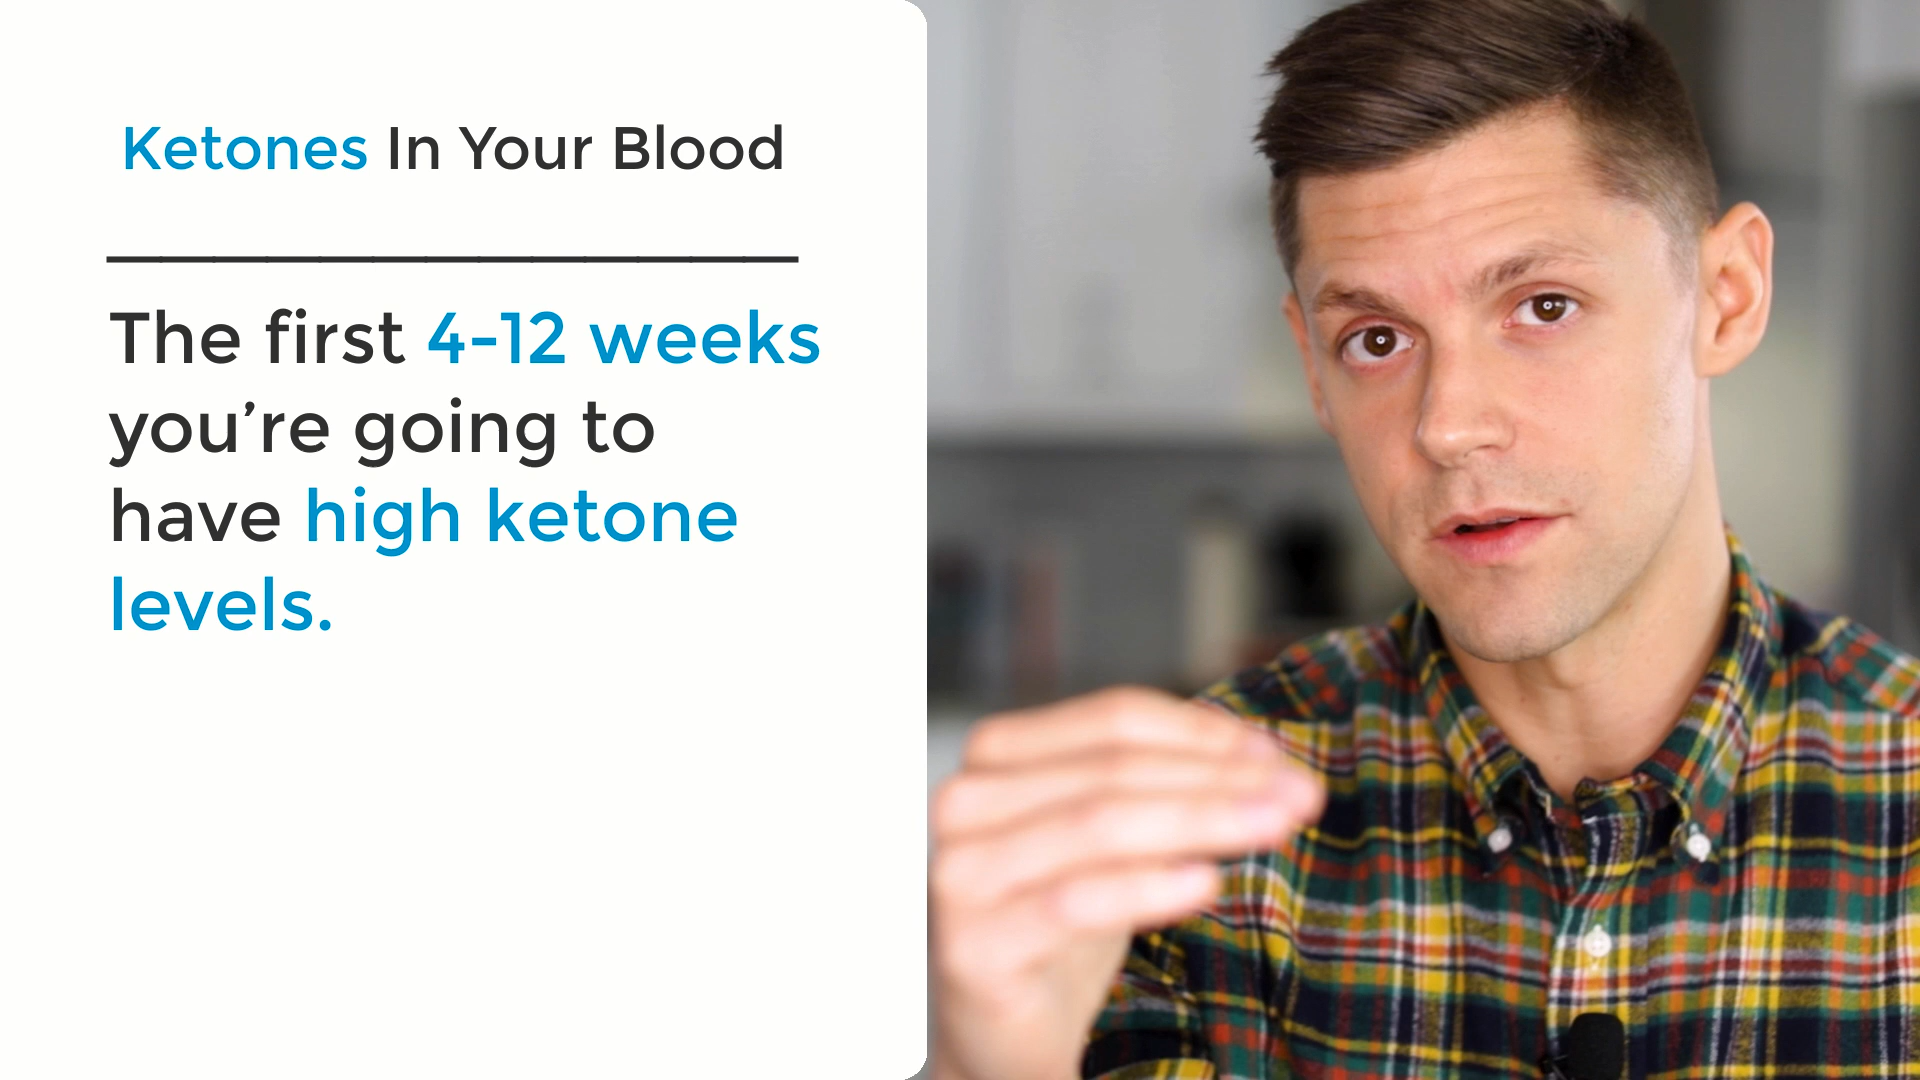 Ketones In Your Blood
The first 4-12 weeks
you’re going to
have high ketone
levels.